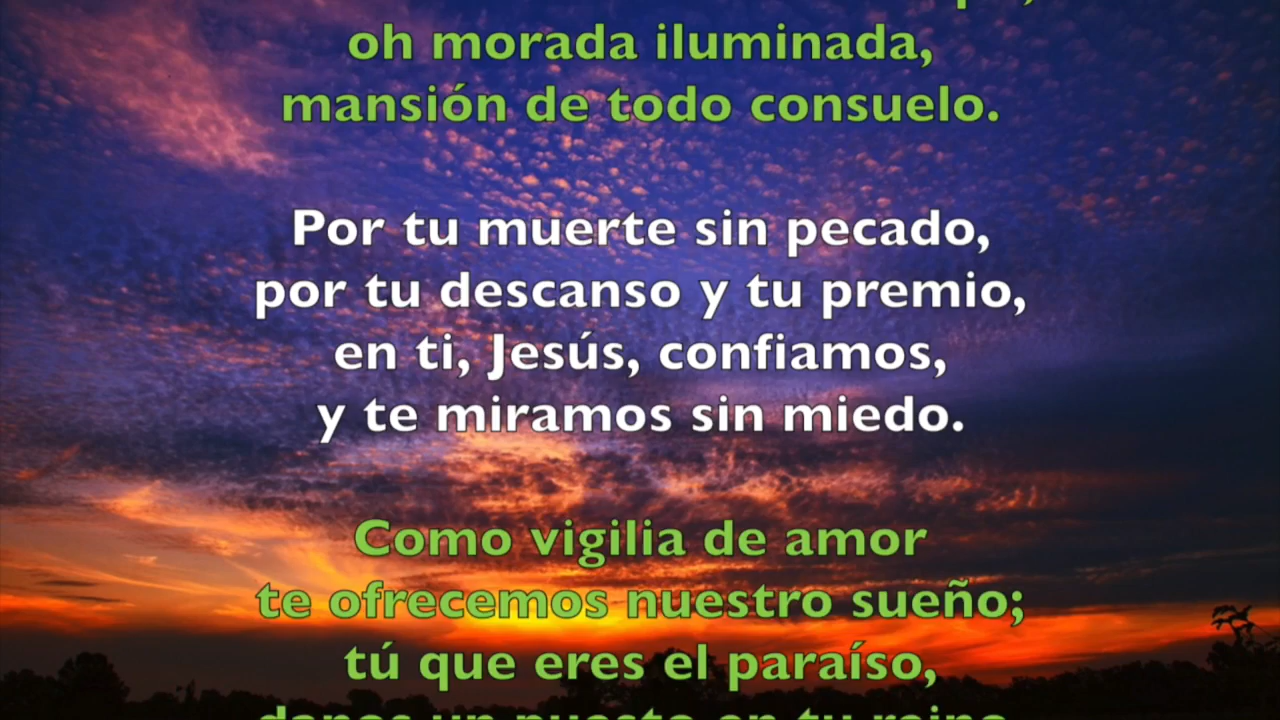 oh morada iluminada,
mansión de todo consuelo.
Por tu muerte sin pecado,
por tu descanso y tu premio,
en ti, Jesús, confiamos,
y te miramos sin miedo.
Como vigilia de amor
te ofrecemos nuestro sueño;
tú que eres el paraíso,
danos un puesto en tu reino.